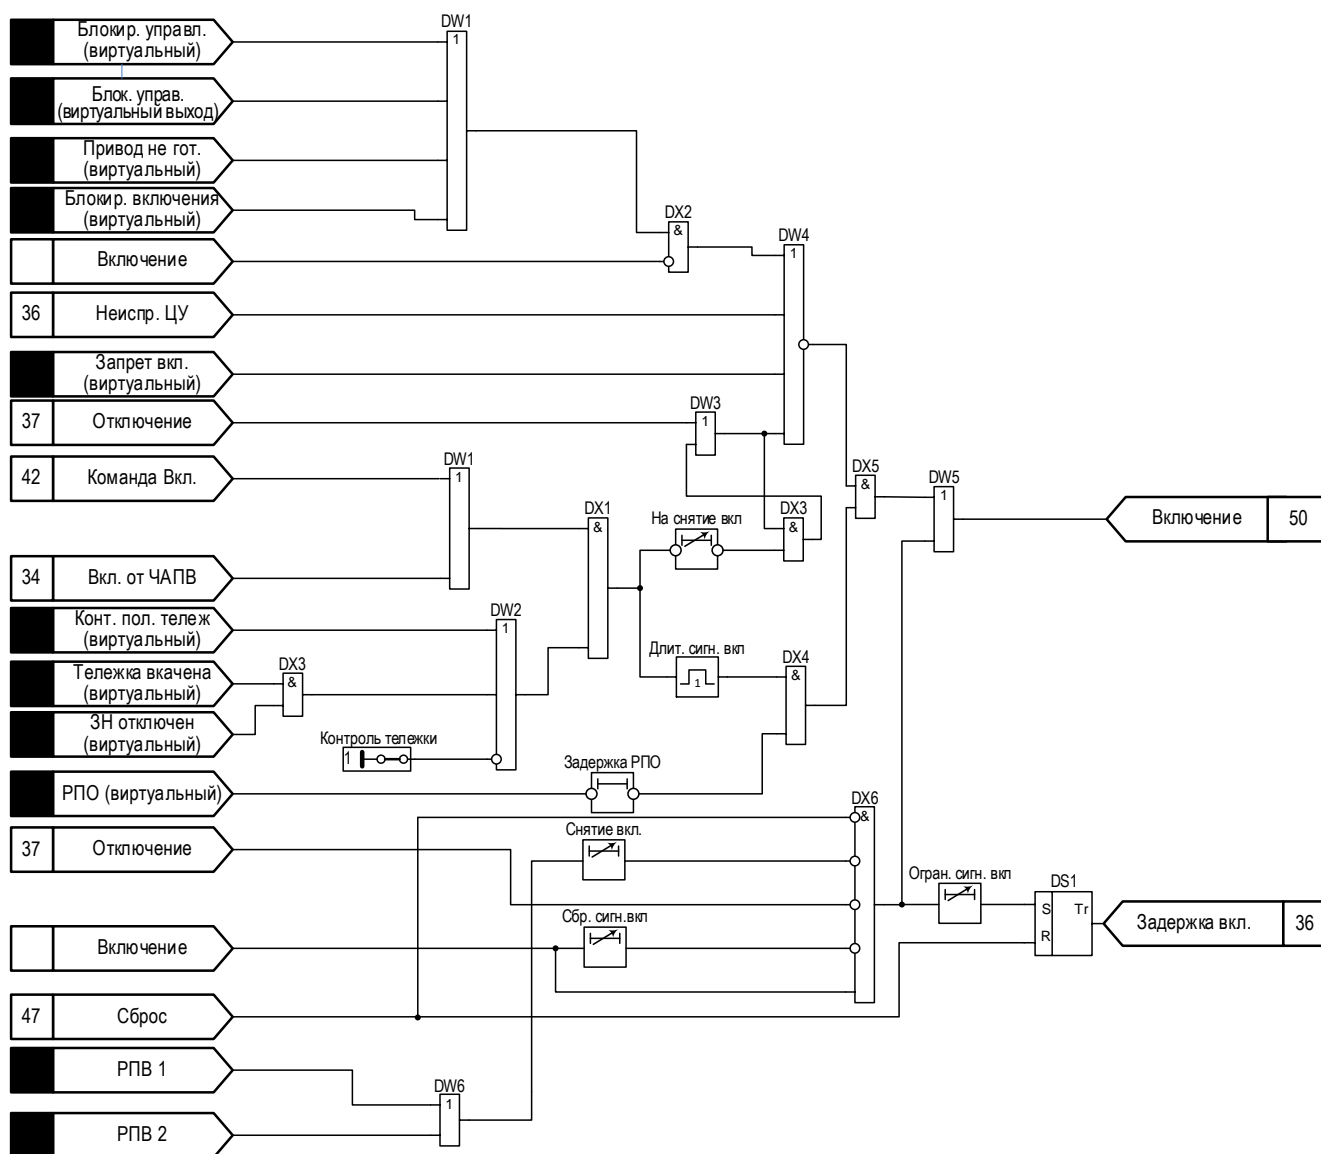 Блокир. управл.
(виртуальный)
DW1
1
Блок. управ.
(виртуальный выход)
Привод не гот.
(виртуальный)
Блокир. включения
(виртуальный)
DX2
&
DW4
1
Включение
36 Неиспр. ЦУ
Запрет вкл.
(виртуальный)
DW3
1
37 Отключение
42 Команда Вкл.
DW1
1
DX5
&
DW5
1
DX1
&
На снятие вкл
DX3
&
Включение 50
34 Вкл. от ЧАПВ
Конт. пол. тележ
(виртуальный)
DW2
1
Тележка вкачена
(виртуальный)
DX3
&
Длит. сигн. вкл
1
DX4
&
ЗН отключен
(виртуальный)
Контроль тележки
1
РПО (виртуальный)
Задержка РПО
DX6
&
37 Отключение
Снятие вкл.
Огран. сигн. вкл
DS1
S Tr
R
Сбр. сигн.вкл
Задержка вкл. 36
Включение
47 Сброс
РПВ 1
DW6
1
РПВ 2